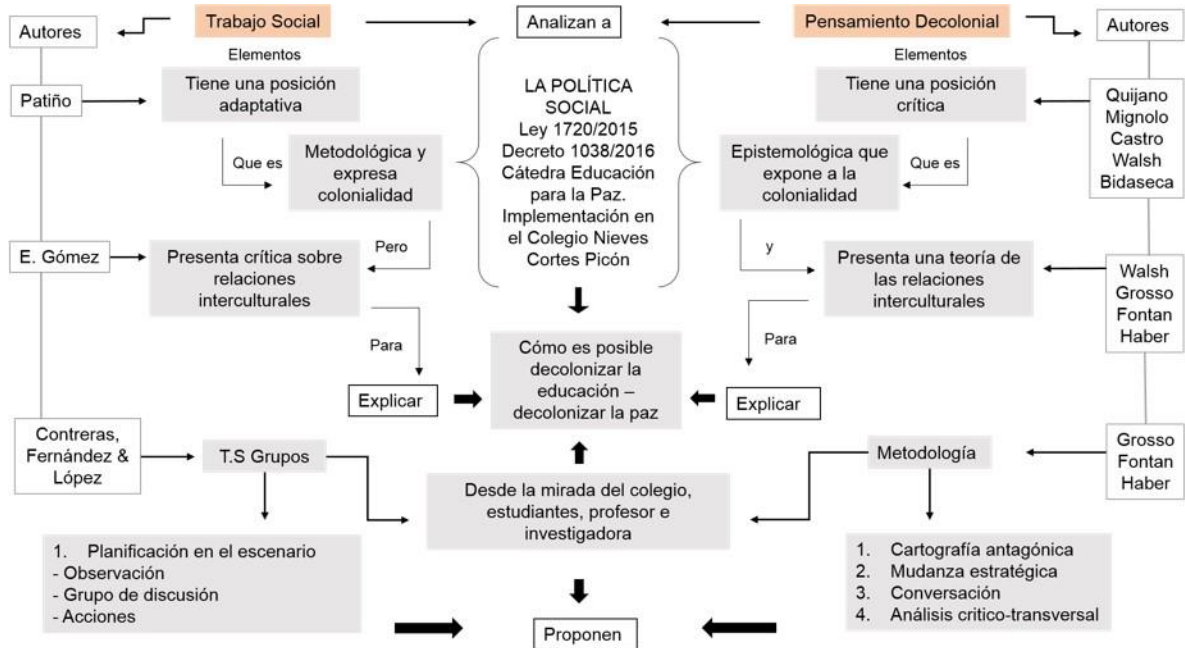 Trabajo Social
Analizan a
Pensamiento Decolonial
Autores
Autores
Elementos
Elementos
Patiño
Tiene una posición
adaptativa
Que es
Metodológica y
expresa
colonialidad
LA POLÍTICA
SOCIAL
Ley 1720/2015
Decreto 1038/2016
Cátedra Educación
para la Paz.
Implementación en
el Colegio Nieves
Cortes Picón
Tiene una posición
crítica
Quijano
Mignolo
Castro
Walsh
Bidaseca
Epistemológica que
expone a la
colonialidad
Que es
E. Gómez
Presenta crítica sobre
relaciones
interculturales
Pero
y
Presenta una teoría de
las relaciones
interculturales
Walsh
Grosso
Fontan
Haber
Para
Explicar
Cómo es posible
decolonizar la
educación –
decolonizar la paz
Para
Explicar
Contreras,
Fernández &
López
T.S Grupos
Desde la mirada del colegio,
estudiantes, profesor e
investigadora
Metodología
Grosso
Fontan
Haber
1. Planificación en el escenario
- Observación
- Grupo de discusión
- Acciones
Proponen
1. Cartografía antagónica
2. Mudanza estratégica
3. Conversación
4. Análisis critico-transversal